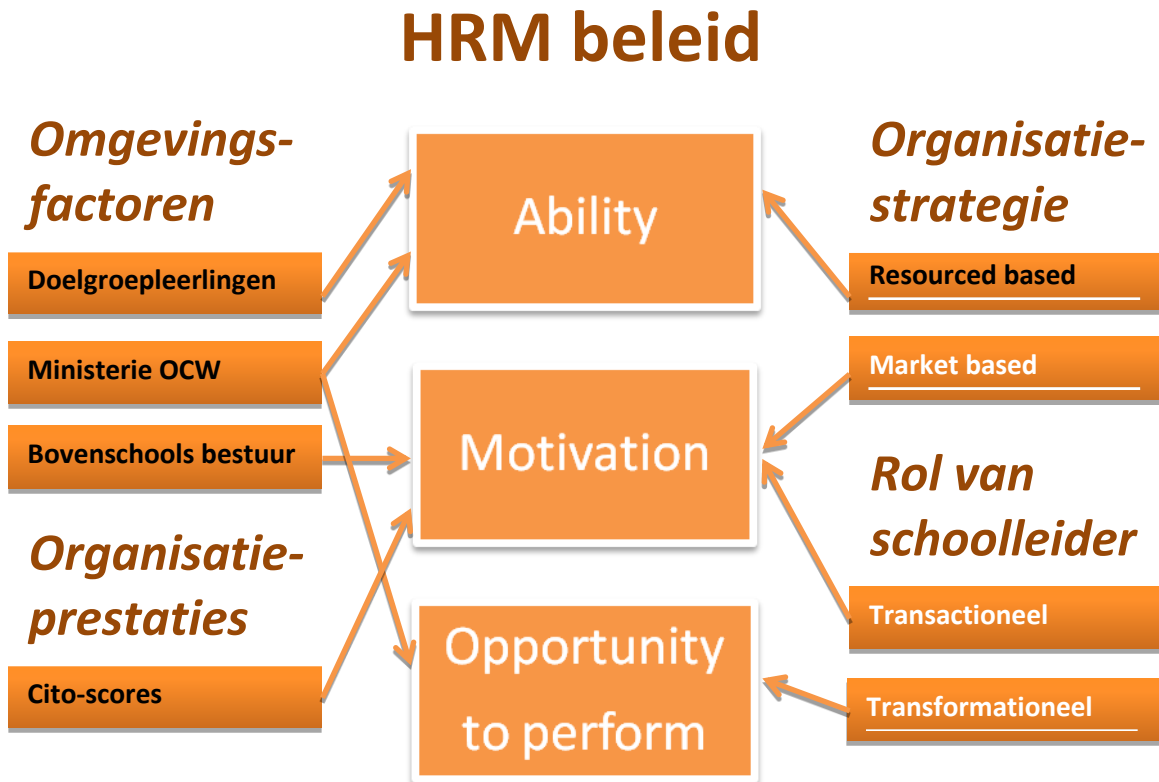 HRM beleid
Omgevings-
factoren
Doelgroepleerlingen
Ministerie OCW
Bovenschools bestuur
Organisatie-
prestaties
Cito-scores
Ability
Motivation
Opportunity
to perform
Organisatie-
strategie
Resourced based
Market based
Rol van
schoolleider
Transactioneel
Transformationeel